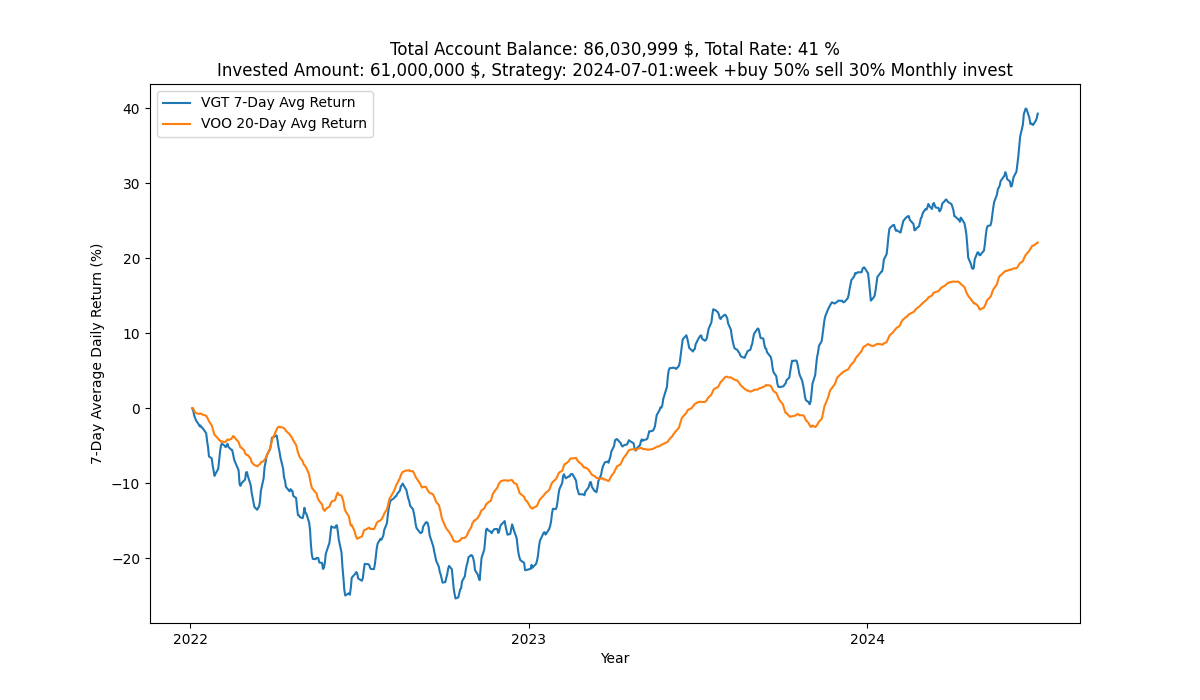 Total Account Balance: 86,030,999 $, Total Rate: 41 %
Invested Amount: 61,000,000 $, Strategy: 2024-07-01:week +buy 50% sell 30% Monthly invest
VGT 7-Day Avg Return
VOO 20-Day Avg Return
7-Day Average Daily Return (%)
40
30
20
10
0
−10
−20
2022
2023
2024
Year